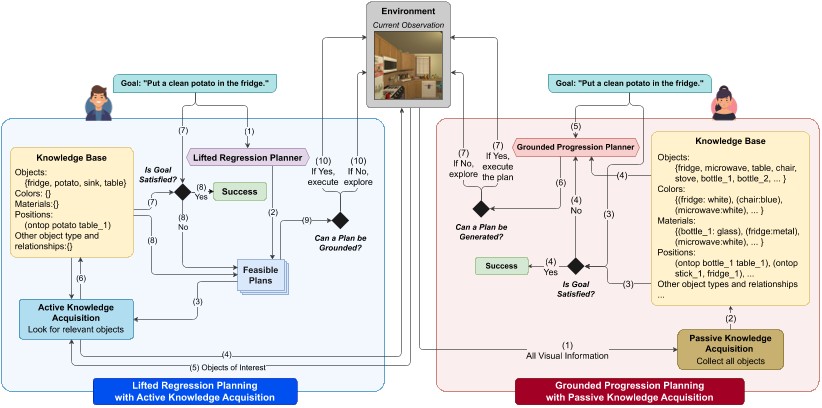 Environment
Current Observation
Goal: "Put a clean potato in the fridge."
(7)
(1)
Lifted Regression Planner
Knowledge Base
Objects:
{fridge, potato, sink, table}
Colors: {}
Materials:{}
Positions:
(ontop potato table_1)
Other object type and
relationships:{}
Is Goal
Satisfied?
(7)
(8)
Yes
Success
(8)
No
(8)
(2)
(9)
(10)
If Yes,
execute
(10)
If No,
explore
Can a Plan be
Grounded?
Feasible
Plans
(6)
(3)
Active Knowledge
Acquisition
Look for relevant objects
(4)
(5) Objects of Interest
Lifted Regression Planning
with Active Knowledge Acquisition
Goal: "Put a clean potato in the fridge."
(5)
Grounded Progression Planner
(7)
If No,
explore
(7)
If Yes,
execute
the plan
(6)
(4)
No
(3)
(4)
Can a Plan be
Generated?
Success
(4)
Yes
Is Goal
Satisfied?
(3)
Knowledge Base
Objects:
{fridge, microwave, table, chair,
stove, bottle_1, bottle_2, ... }
Colors:
{(fridge: white), (chair:blue),
(microwave:white), ... }
Materials:
{(bottle_1: glass), (fridge:metal),
(microwave:white), ... }
Positions:
(ontop bottle_1 table_1), (ontop
stick_1, fridge_1), ...
Other object types and relationships
...
(2)
(1)
All Visual Information
Passive Knowledge
Acquisition
Collect all objects
Grounded Progression Planning
with Passive Knowledge Acquisition